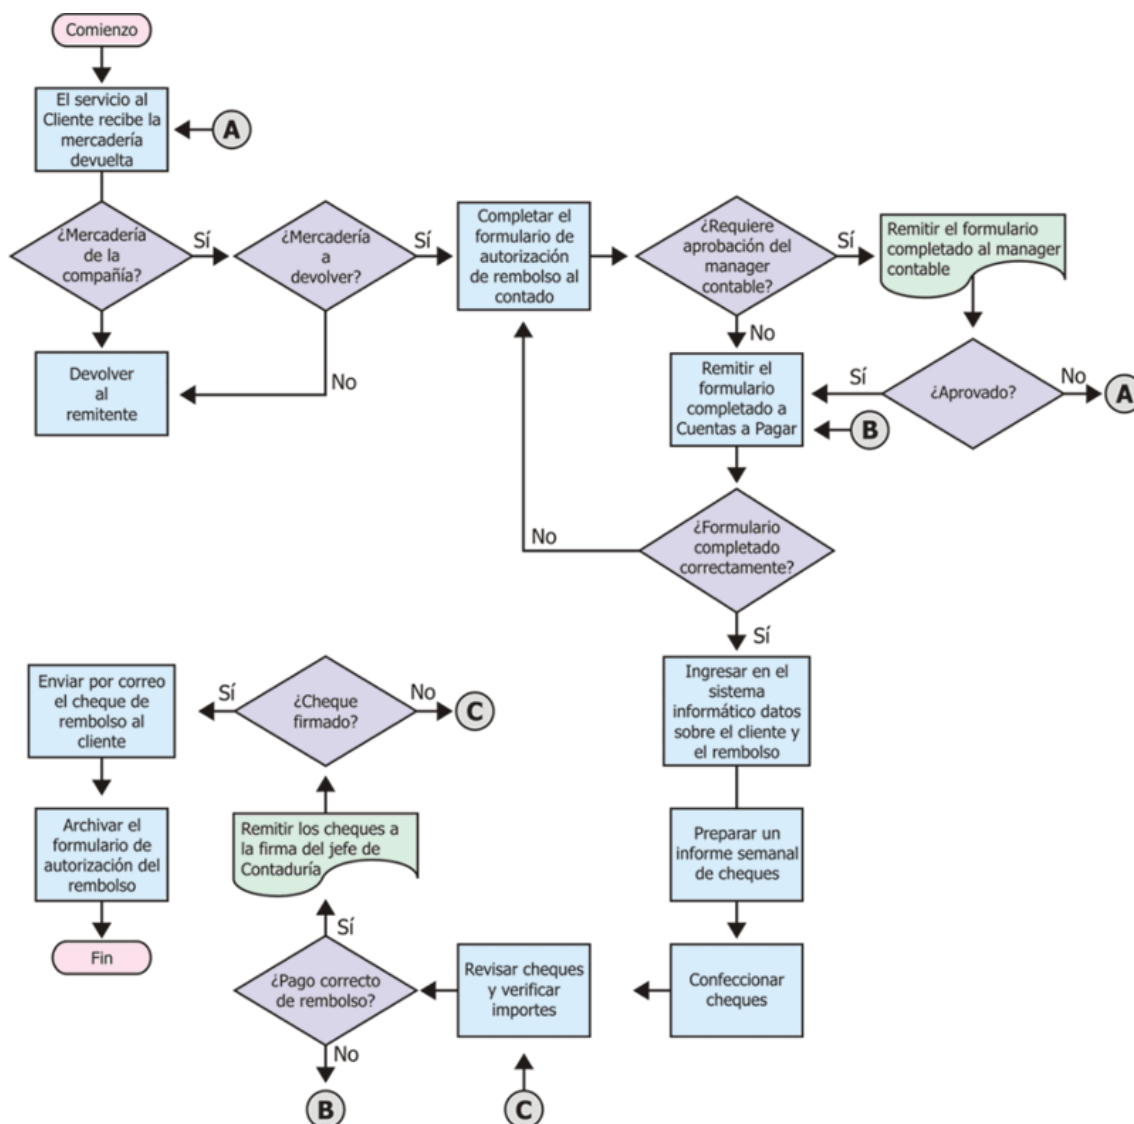 Comienzo
El servicio al
Cliente recibe la
mercadería
devuelta
A
¿Mercadería
de la
compañía?
Sí
¿Mercadería
a
devolver?
Sí
Completar el
formulario de
autorización
de rembolso al
contado
¿Requiere
aprobación del
manager
contable?
Sí
Remitir el formulario
completado al manager
contable
No
Devolver
al
remitente
No
Remitir el
formulario
completado a
Cuentas a Pagar
Sí
¿Aprovado?
No
A
B
¿Formulario
completado
correctamente?
No
Sí
Enviar por correo
el cheque de
rembolso al
cliente
Sí
¿Cheque
firmado?
No
C
Ingresar en el
sistema
informático datos
sobre el cliente y
el rembolso
Archivar el
formulario de
autorización del
rembolso
Remitir los cheques a
la firma del jefe de
Contaduría
Preparar un
informe semanal
de cheques
Sí
Fin
¿Pago correcto
de rembolso?
Revisar cheques
y verificar
importes
Confeccionar
cheques
No
B
C